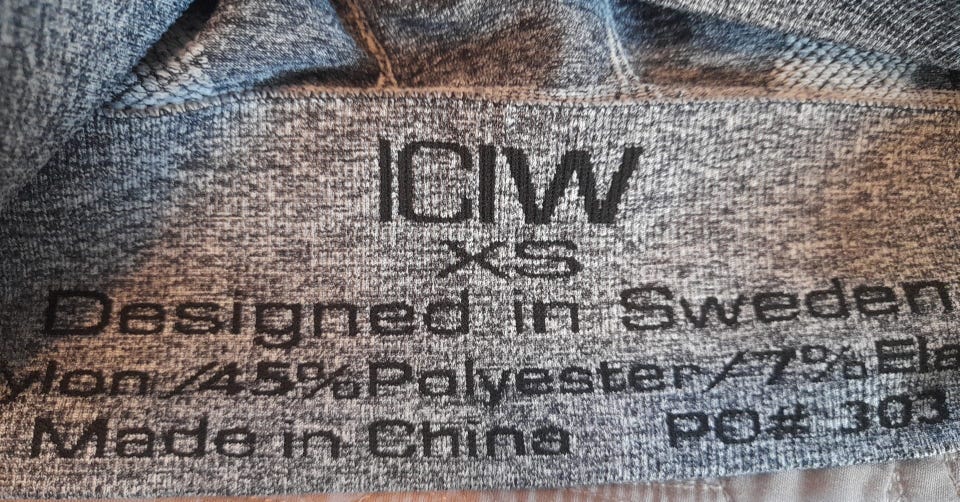 ICIW
XS
Designed in Sweden
ylon/45%Polyester/7%Ela
Made in China PO# 303